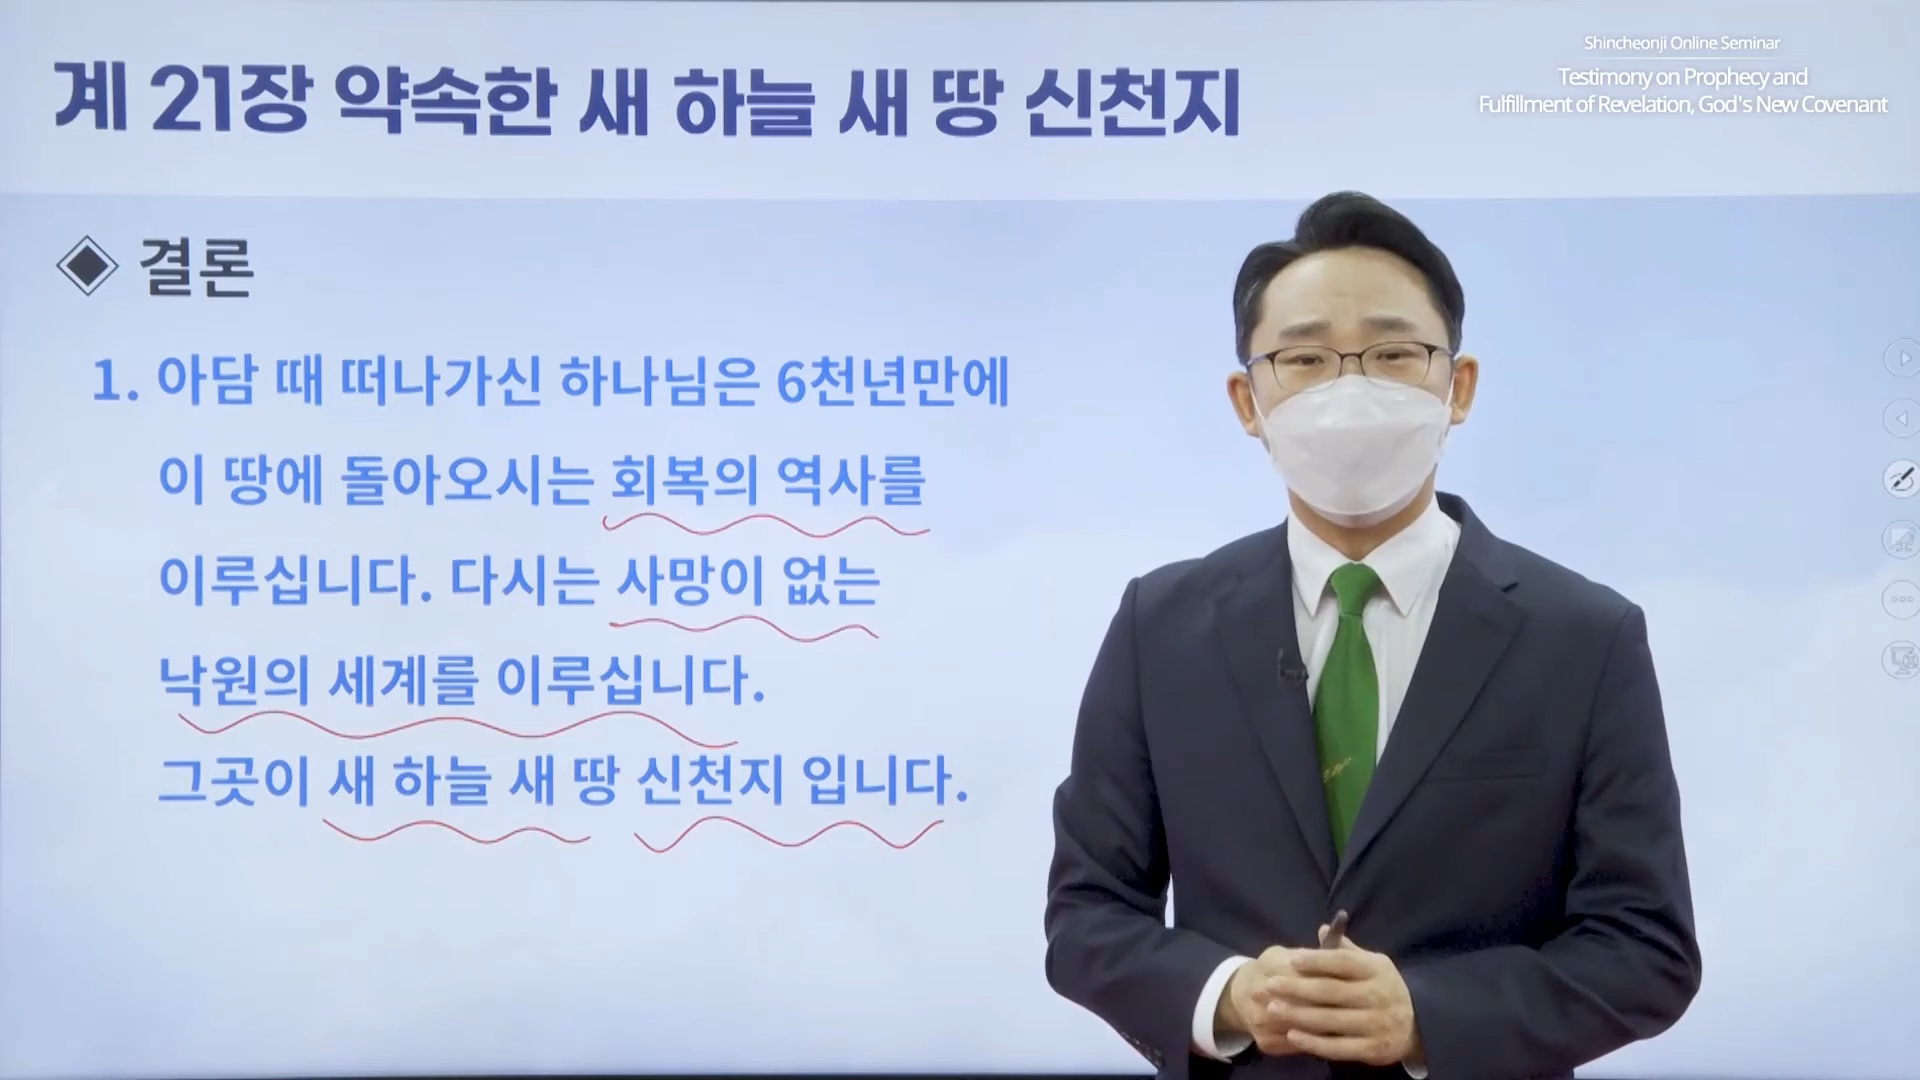 계 21장 약속한 새 하늘 새 땅 신천지
Shincheonji Online Seminar
Testimony on Prophecy and
Fulfillment of Revelation, God's New Covenant
결론
1. 아담 때 떠나가신 하나님은 6천년만에
이 땅에 돌아오시는 회복의 역사를
이루십니다. 다시는 사망이 없는
낙원의 세계를 이루십니다.
그곳이 새 하늘 새 땅 신천지 입니다.